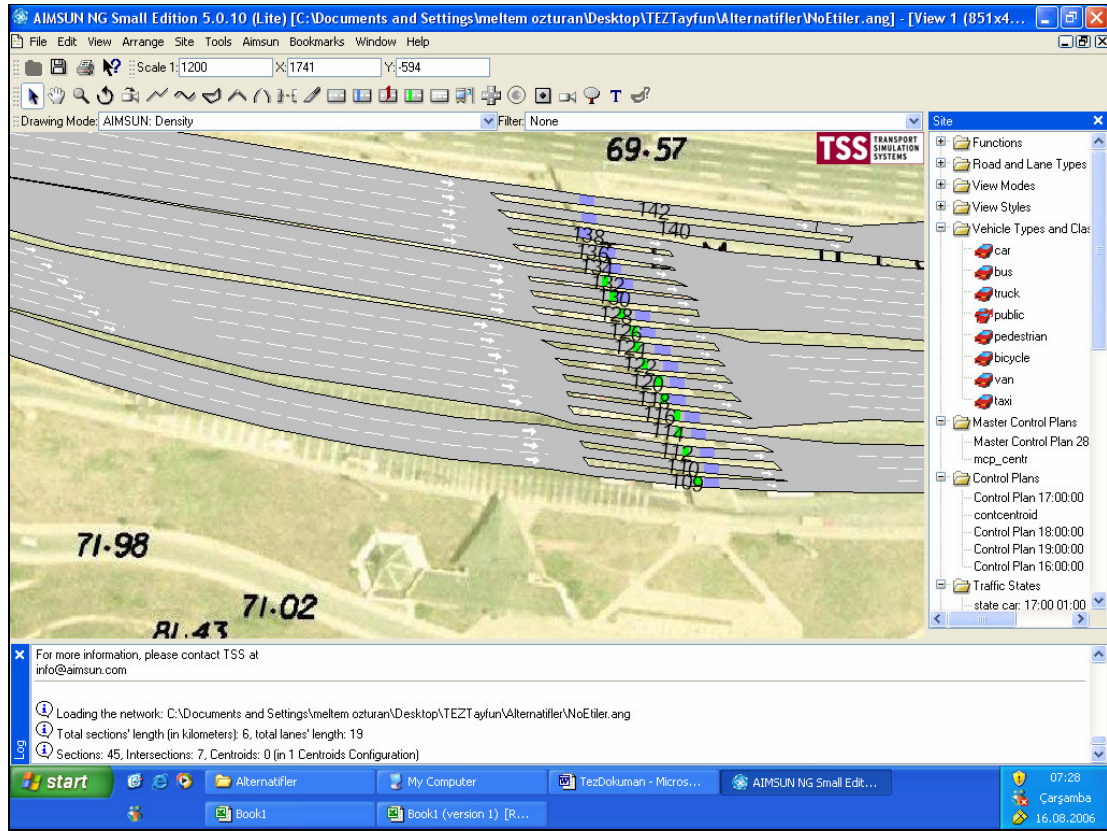 AIMSUN NG Small Edition 5.0.10 (Lite) [C:\Documents and Settings\meltem ozturan\Desktop\TEZTayfun\Alternatifler\NoEtiler.ang] - [View 1 (851x4...
File Edit View Arrange Site Tools Aimsun Bookmarks Window Help
Scale 1: 1200 X: 1741 Y: -594
Drawing Mode: AIMSUN: Density Filter: None
Site
69.57
TSS TRANSPORT SIMULATION SYSTEMS
142
140
138
136
134
132
130
128
126
124
122
120
118
116
114
112
110
109
71.98
71.02
81.43
Functions
Road and Lane Types
View Modes
View Styles
Vehicle Types and Clas
car
bus
truck
public
pedestrian
bicycle
van
taxi
Master Control Plans
Master Control Plan 28
mcp_centr
Control Plans
Control Plan 17:00:00
contcentroid
Control Plan 18:00:00
Control Plan 19:00:00
Control Plan 16:00:00
Traffic States
state car: 17:00 01:00
For more information, please contact TSS at
info@aimsun.com
Loading the network: C:\Documents and Settings\meltem ozturan\Desktop\TEZTayfun\Alternatifler\NoEtiler.ang
Total sections' length (in kilometers): 6, total lanes' length: 19
Sections: 45, Intersections: 7, Centroids: 0 (in 1 Centroids Configuration)
Log
start Alternatifler My Computer TezDokuman - Micros... AIMSUN NG Small Edit... 07:28
Book1 Book1 (version 1) [R... Çarşamba
16.08.2006